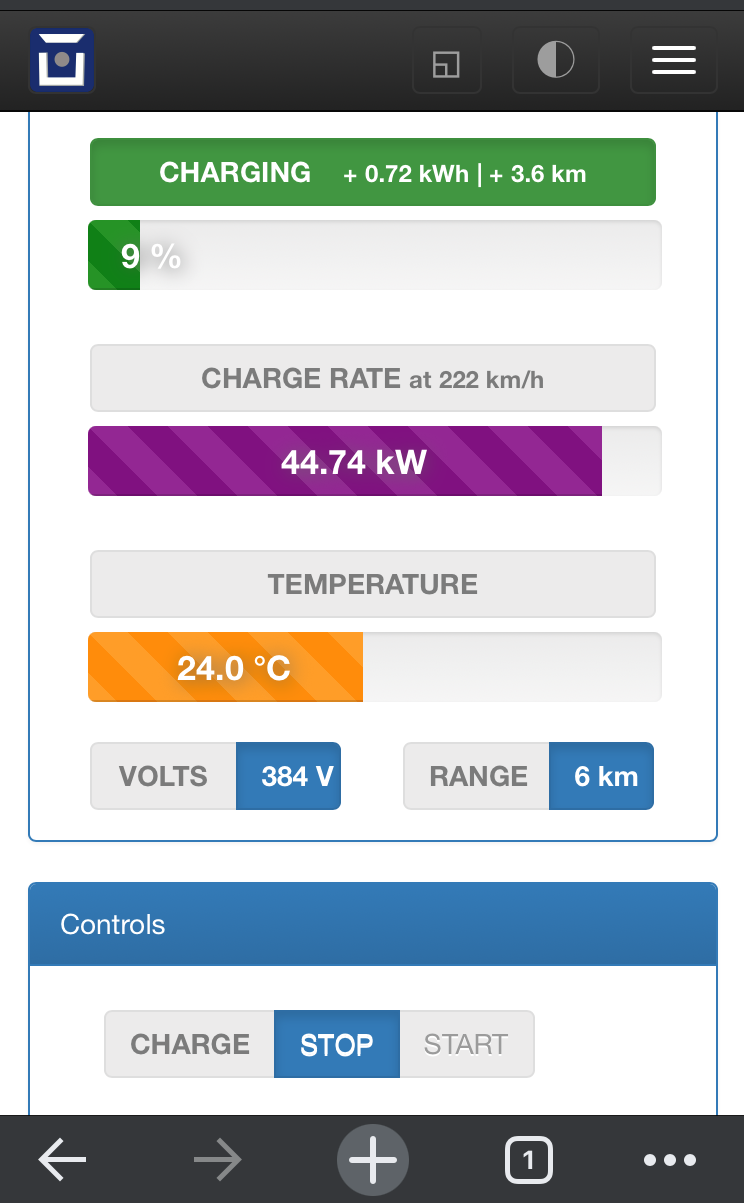 CHARGING + 0.72 kWh | + 3.6 km
9 %
CHARGE RATE at 222 km/h
44.74 kW
TEMPERATURE
24.0 °C
VOLTS 384 V RANGE 6 km
Controls
CHARGE STOP START
1